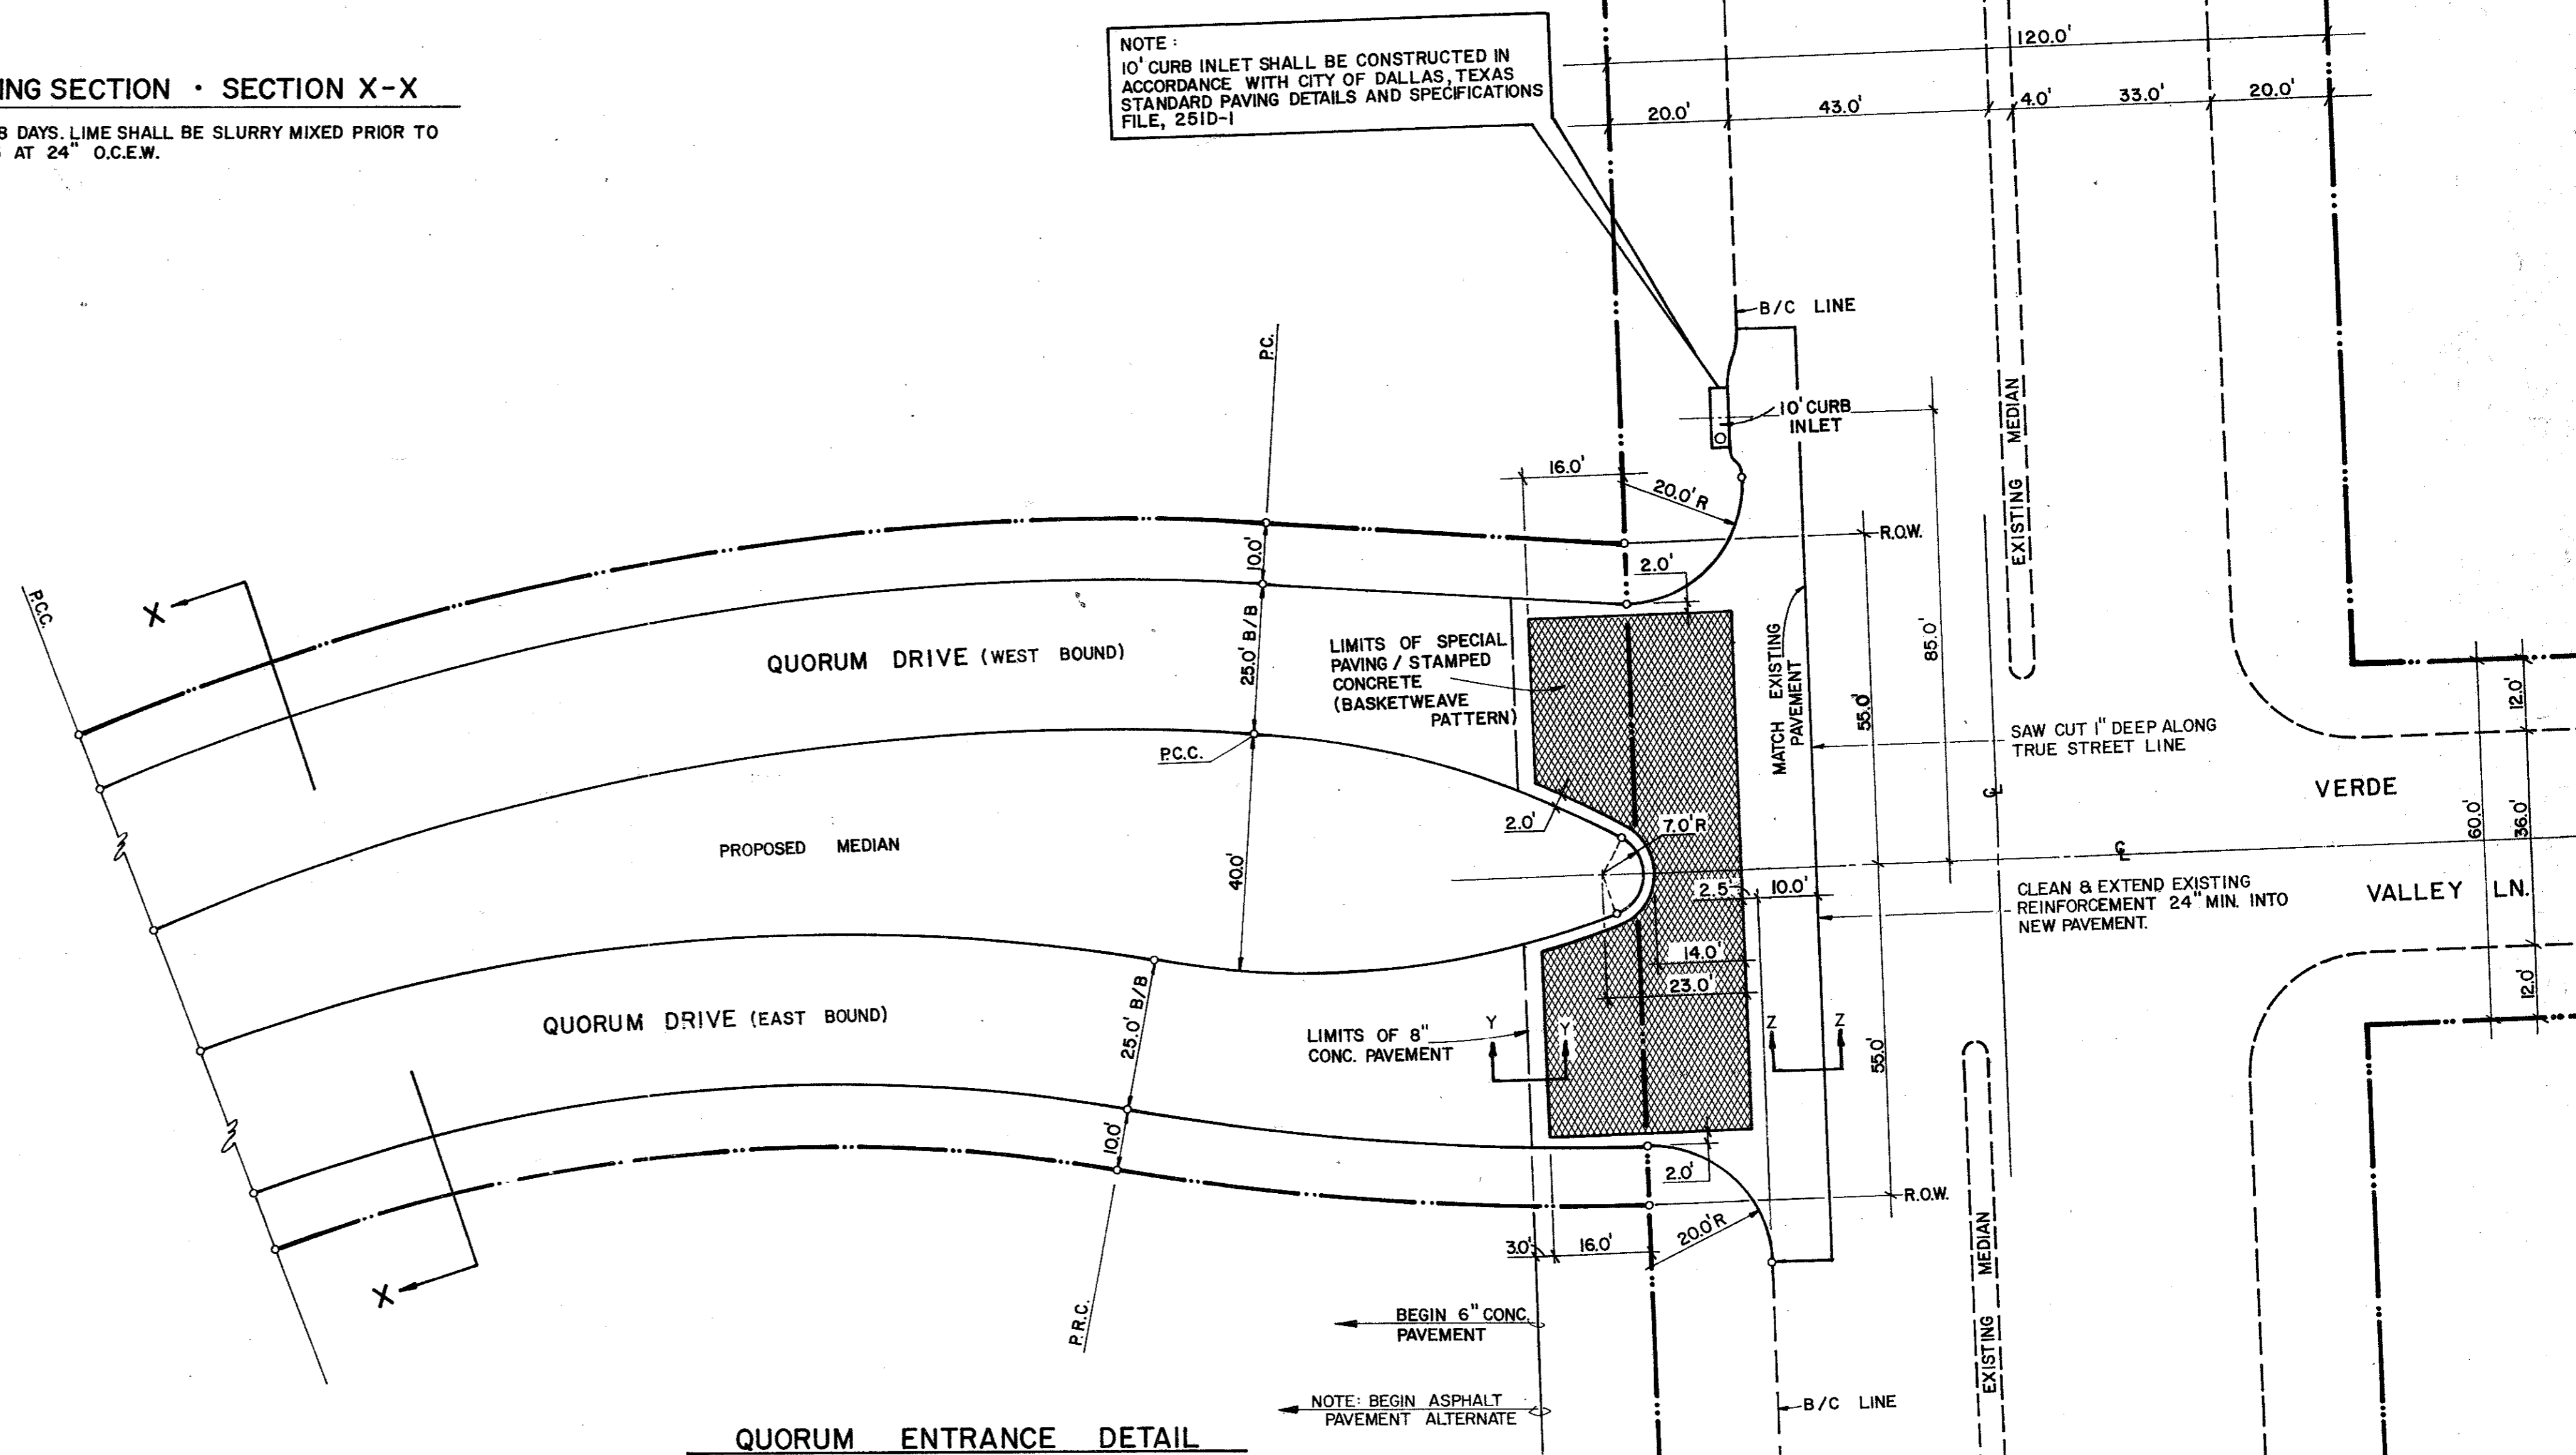 ING SECTION · SECTION X-X
8 DAYS. LIME SHALL BE SLURRY MIXED PRIOR TO
AT 24" O.C.E.W.
NOTE:
10' CURB INLET SHALL BE CONSTRUCTED IN
ACCORDANCE WITH CITY OF DALLAS, TEXAS
STANDARD PAVING DETAILS AND SPECIFICATIONS
FILE, 251D-1
120.0'
20.0'
43.0'
4.0'
33.0'
20.0'
B/C LINE
10' CURB
INLET
EXISTING MEDIAN
P.C.
16.0'
20.0' R
R.O.W.
2.0'
10.0'
25.0' B/B
P.C.C.
X
QUORUM DRIVE (WEST BOUND)
LIMITS OF SPECIAL
PAVING / STAMPED
CONCRETE
(BASKETWEAVE
PATTERN)
MATCH EXISTING
PAVEMENT
85.0'
55.0'
SAW CUT 1" DEEP ALONG
TRUE STREET LINE
12.0'
P.C.C.
VERDE
60.0'
36.0'
2.0'
7.0' R
PROPOSED MEDIAN
40.0'
2.5'
10.0'
CLEAN & EXTEND EXISTING
REINFORCEMENT 24" MIN. INTO
NEW PAVEMENT.
VALLEY LN.
14.0'
23.0'
12.0'
QUORUM DRIVE (EAST BOUND)
25.0' B/B
LIMITS OF 8"
CONC. PAVEMENT
Y
Y
Z
Z
55.0'
10.0'
2.0'
R.O.W.
3.0'
16.0'
20.0' R
EXISTING MEDIAN
X
P.R.C.
BEGIN 6" CONC.
PAVEMENT
NOTE: BEGIN ASPHALT
PAVEMENT ALTERNATE
B/C LINE
QUORUM ENTRANCE DETAIL